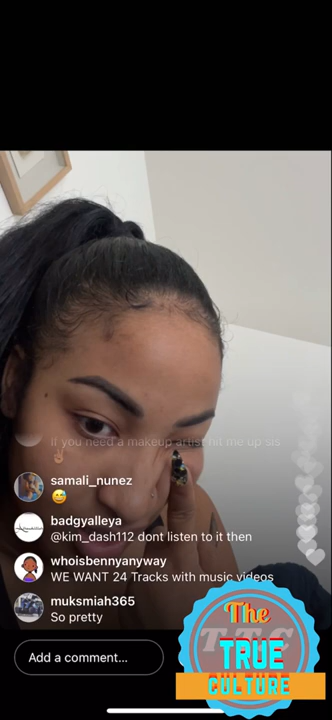 If you need a makeup artist hit me up sis
✌🏽
samali_nunez
😅
badgyalleya
@kim_dash112 dont listen to it then
whoisbennyanyway
WE WANT 24 Tracks with music videos
muksmiah365
So pretty
Add a comment...
The
TTC
TRUE
CULTURE